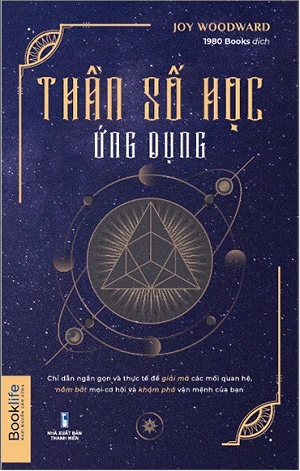 JOY WOODWARD
1980 Books dịch
THẦN SỐ HỌC
ỨNG DỤNG
Chỉ dẫn ngắn gọn và thực tế để giải mã các mối quan hệ,
nắm bắt mọi cơ hội và khám phá vận mệnh của bạn
Booklife
NHÀ XUẤT BẢN
THANH NIÊN